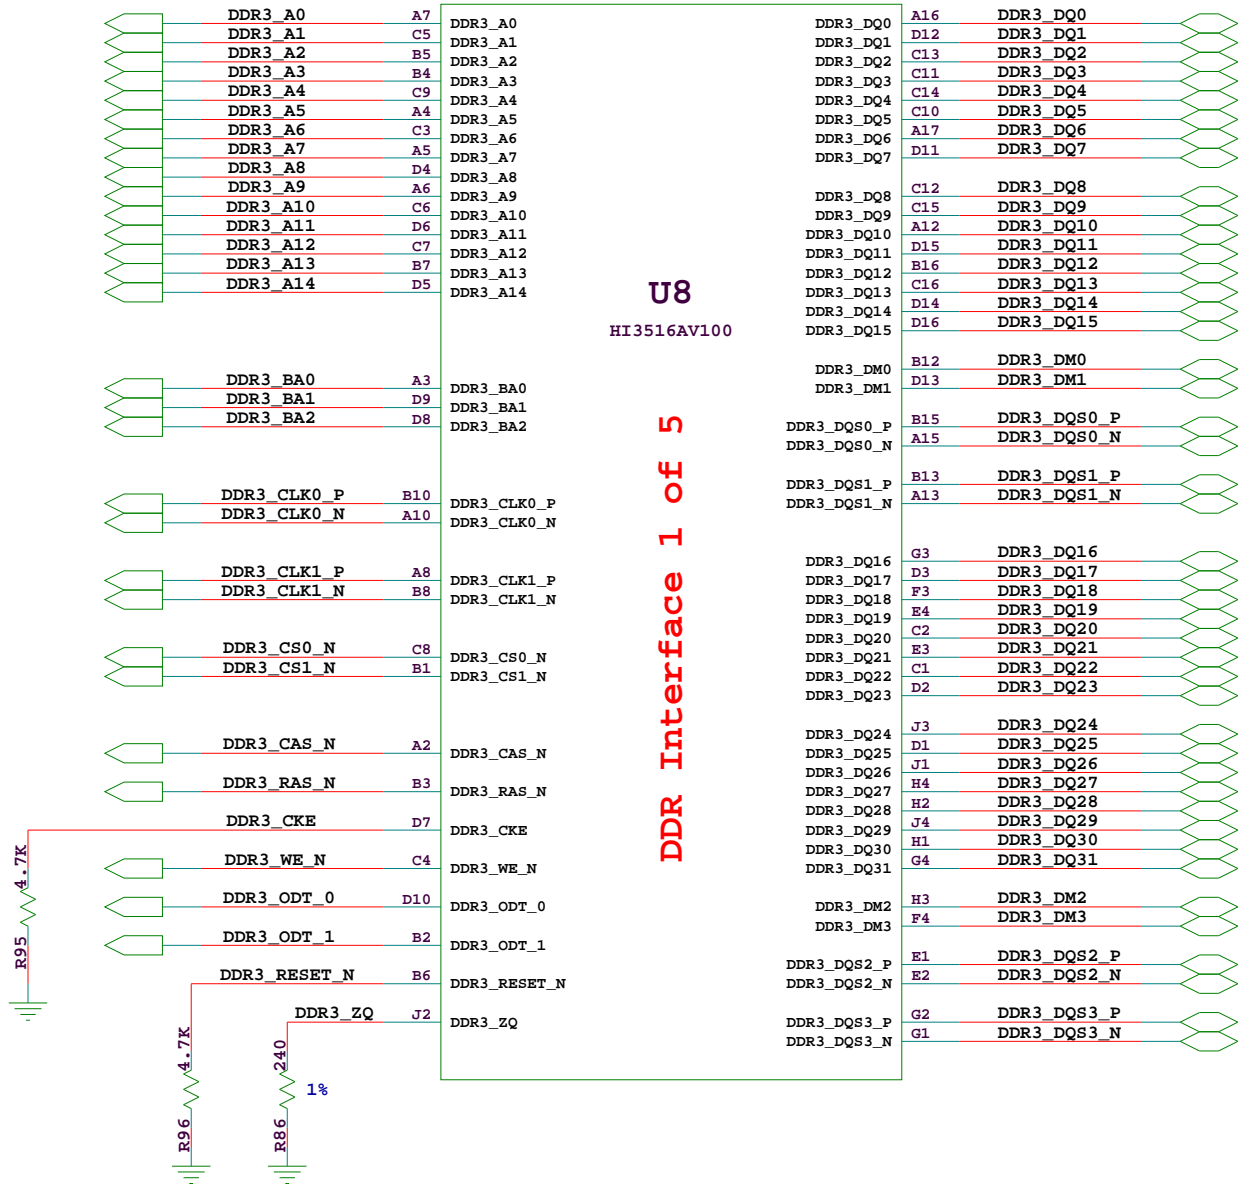 DDR3_A0 A7 DDR3_A0 DDR3_DQ0 A16 DDR3_DQ0
DDR3_A1 C5 DDR3_A1 DDR3_DQ1 D12 DDR3_DQ1
DDR3_A2 B5 DDR3_A2 DDR3_DQ2 C13 DDR3_DQ2
DDR3_A3 B4 DDR3_A3 DDR3_DQ3 C11 DDR3_DQ3
DDR3_A4 C9 DDR3_A4 DDR3_DQ4 C14 DDR3_DQ4
DDR3_A5 A4 DDR3_A5 DDR3_DQ5 C10 DDR3_DQ5
DDR3_A6 C3 DDR3_A6 DDR3_DQ6 A17 DDR3_DQ6
DDR3_A7 A5 DDR3_A7 DDR3_DQ7 D11 DDR3_DQ7
DDR3_A8 D4 DDR3_A8
DDR3_A9 A6 DDR3_A9 DDR3_DQ8 C12 DDR3_DQ8
DDR3_A10 C6 DDR3_A10 DDR3_DQ9 C15 DDR3_DQ9
DDR3_A11 D6 DDR3_A11 DDR3_DQ10 A12 DDR3_DQ10
DDR3_A12 C7 DDR3_A12 DDR3_DQ11 D15 DDR3_DQ11
DDR3_A13 B7 DDR3_A13 DDR3_DQ12 B16 DDR3_DQ12
DDR3_A14 D5 DDR3_A14 DDR3_DQ13 C16 DDR3_DQ13
U8
DDR3_DQ14 D14 DDR3_DQ14
HI3516AV100
DDR3_DQ15 D16 DDR3_DQ15
DDR3_DM0 B12 DDR3_DM0
DDR3_BA0 A3 DDR3_BA0 DDR3_DM1 D13 DDR3_DM1
DDR3_BA1 D9 DDR3_BA1
DDR3_BA2 D8 DDR3_BA2 DDR3_DQS0_P B15 DDR3_DQS0_P
DDR3_DQS0_N A15 DDR3_DQS0_N
DDR3_DQS1_P B13 DDR3_DQS1_P
DDR3_CLK0_P B10 DDR3_CLK0_P DDR3_DQS1_N A13 DDR3_DQS1_N
DDR3_CLK0_N A10 DDR3_CLK0_N
DDR Interface 1 of 5
DDR3_DQ16 G3 DDR3_DQ16
DDR3_CLK1_P A8 DDR3_CLK1_P DDR3_DQ17 D3 DDR3_DQ17
DDR3_CLK1_N B8 DDR3_CLK1_N DDR3_DQ18 F3 DDR3_DQ18
DDR3_DQ19 E4 DDR3_DQ19
DDR3_DQ20 C2 DDR3_DQ20
DDR3_CS0_N C8 DDR3_CS0_N DDR3_DQ21 E3 DDR3_DQ21
DDR3_CS1_N B1 DDR3_CS1_N DDR3_DQ22 C1 DDR3_DQ22
DDR3_DQ23 D2 DDR3_DQ23
DDR3_DQ24 J3 DDR3_DQ24
DDR3_CAS_N A2 DDR3_CAS_N DDR3_DQ25 D1 DDR3_DQ25
DDR3_DQ26 J1 DDR3_DQ26
DDR3_RAS_N B3 DDR3_RAS_N DDR3_DQ27 H4 DDR3_DQ27
DDR3_DQ28 H2 DDR3_DQ28
DDR3_CKE D7 DDR3_CKE DDR3_DQ29 J4 DDR3_DQ29
DDR3_DQ30 H1 DDR3_DQ30
DDR3_WE_N C4 DDR3_WE_N DDR3_DQ31 G4 DDR3_DQ31
4.7K
DDR3_ODT_0 D10 DDR3_ODT_0 DDR3_DM2 H3 DDR3_DM2
DDR3_DM3 F4 DDR3_DM3
DDR3_ODT_1 B2 DDR3_ODT_1
R95
DDR3_DQS2_P E1 DDR3_DQS2_P
DDR3_RESET_N B6 DDR3_RESET_N DDR3_DQS2_N E2 DDR3_DQS2_N
DDR3_ZQ J2 DDR3_ZQ DDR3_DQS3_P G2 DDR3_DQS3_P
DDR3_DQS3_N G1 DDR3_DQS3_N
4.7K 240
1%
R96 R86